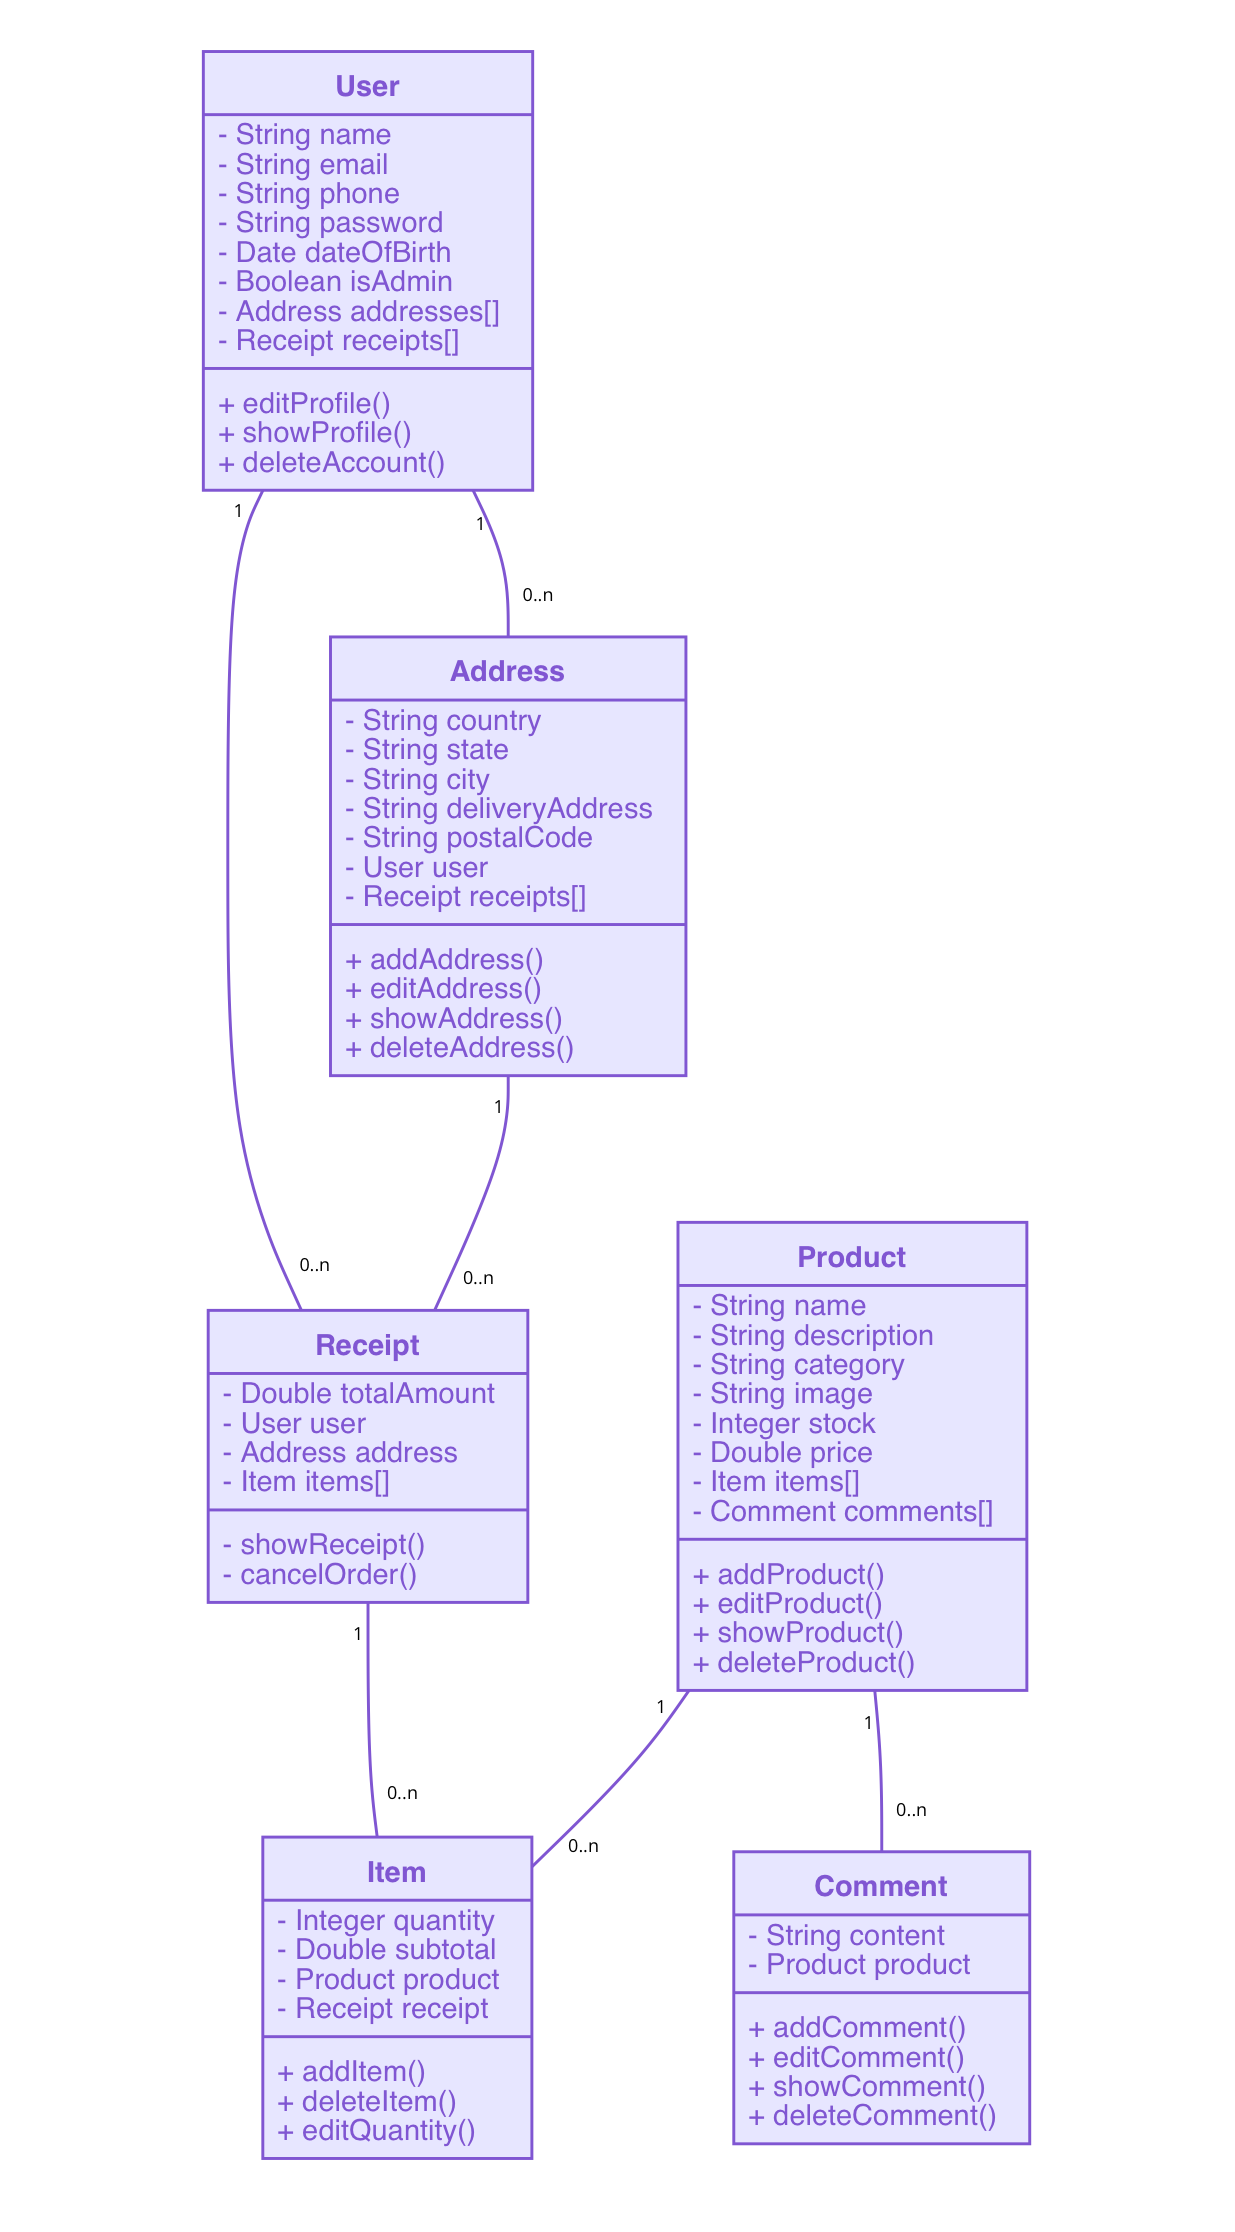 User
- String name
- String email
- String phone
- String password
- Date dateOfBirth
- Boolean isAdmin
- Address addresses[]
- Receipt receipts[]
+ editProfile()
+ showProfile()
+ deleteAccount()
1
1
0..n
Address
- String country
- String state
- String city
- String deliveryAddress
- String postalCode
- User user
- Receipt receipts[]
+ addAddress()
+ editAddress()
+ showAddress()
+ deleteAddress()
1
0..n
0..n
Receipt
- Double totalAmount
- User user
- Address address
- Item items[]
- showReceipt()
- cancelOrder()
Product
- String name
- String description
- String category
- String image
- Integer stock
- Double price
- Item items[]
- Comment comments[]
+ addProduct()
+ editProduct()
+ showProduct()
+ deleteProduct()
1
1
1
0..n
0..n
0..n
Item
- Integer quantity
- Double subtotal
- Product product
- Receipt receipt
+ addItem()
+ deleteItem()
+ editQuantity()
Comment
- String content
- Product product
+ addComment()
+ editComment()
+ showComment()
+ deleteComment()